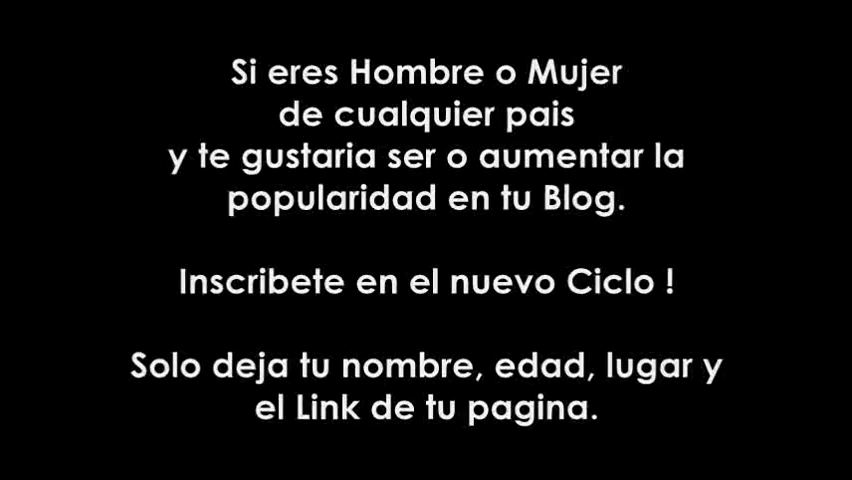 Si eres Hombre o Mujer
de cualquier pais
y te gustaria ser o aumentar la
popularidad en tu Blog.
Inscribete en el nuevo Ciclo !
Solo deja tu nombre, edad, lugar y
el Link de tu pagina.